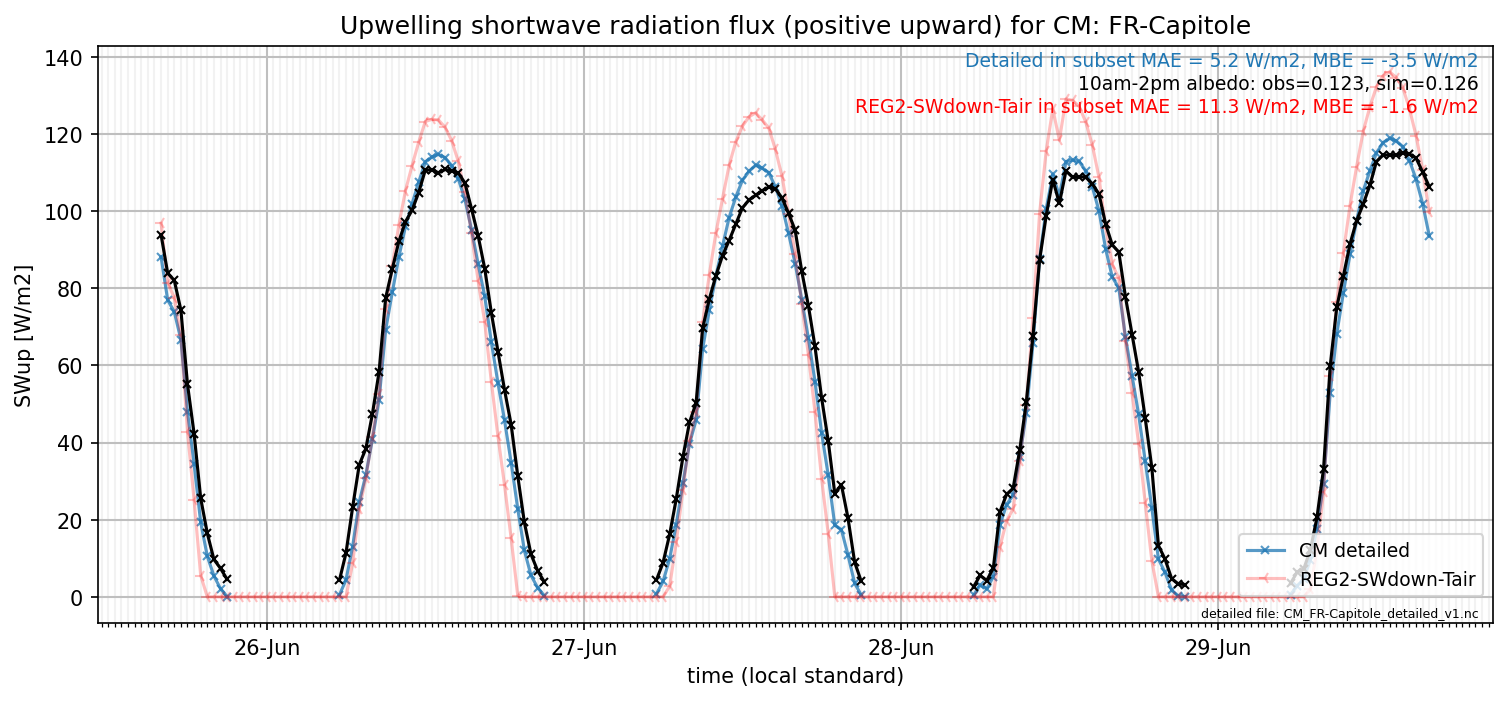 Upwelling shortwave radiation flux (positive upward) for CM: FR-Capitole
Detailed in subset MAE = 5.2 W/m2, MBE = -3.5 W/m2
10am-2pm albedo: obs=0.123, sim=0.126
REG2-SWdown-Tair in subset MAE = 11.3 W/m2, MBE = -1.6 W/m2
SWup [W/m2]
140
120
100
80
60
40
20
0
CM detailed
REG2-SWdown-Tair
detailed file: CM_FR-Capitole_detailed_v1.nc
26-Jun
27-Jun
28-Jun
29-Jun
time (local standard)